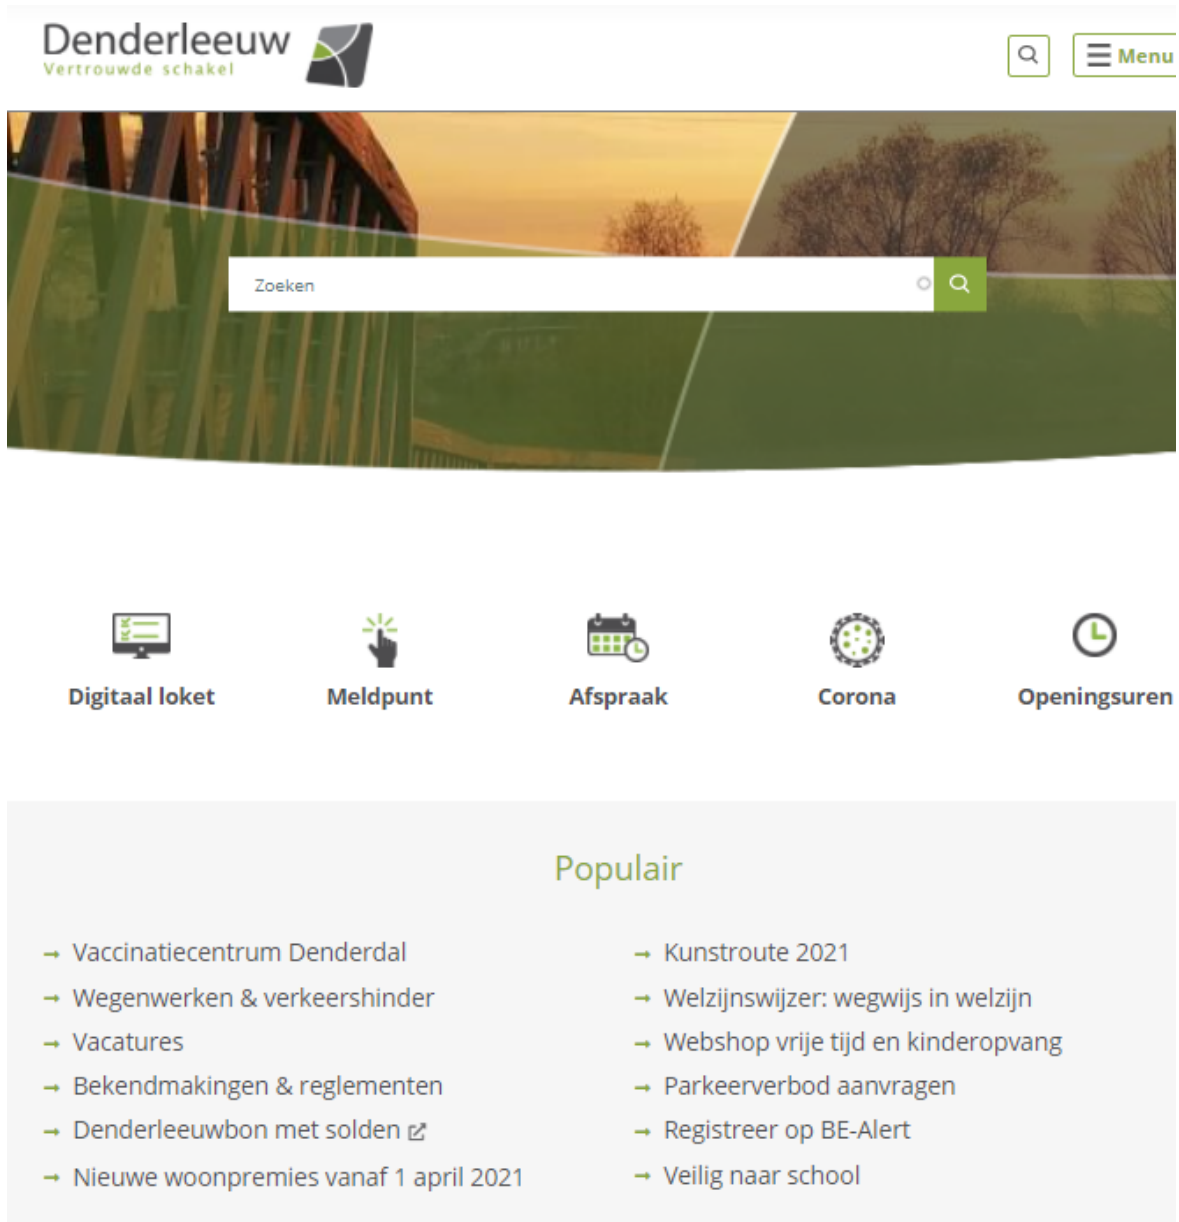 Denderleeuw
Vertrouwde schakel
Menu
Zoeken
Digitaal loket
Meldpunt
Afspraak
Corona
Openingsuren
Populair
Vaccinatiecentrum Denderdal
Wegenwerken & verkeershinder
Vacatures
Bekendmakingen & reglementen
Denderleeuwbon met solden
Nieuwe woonpremies vanaf 1 april 2021
Kunstroute 2021
Welzijnswijzer: wegwijs in welzijn
Webshop vrije tijd en kinderopvang
Parkeerverbod aanvragen
Registreer op BE-Alert
Veilig naar school